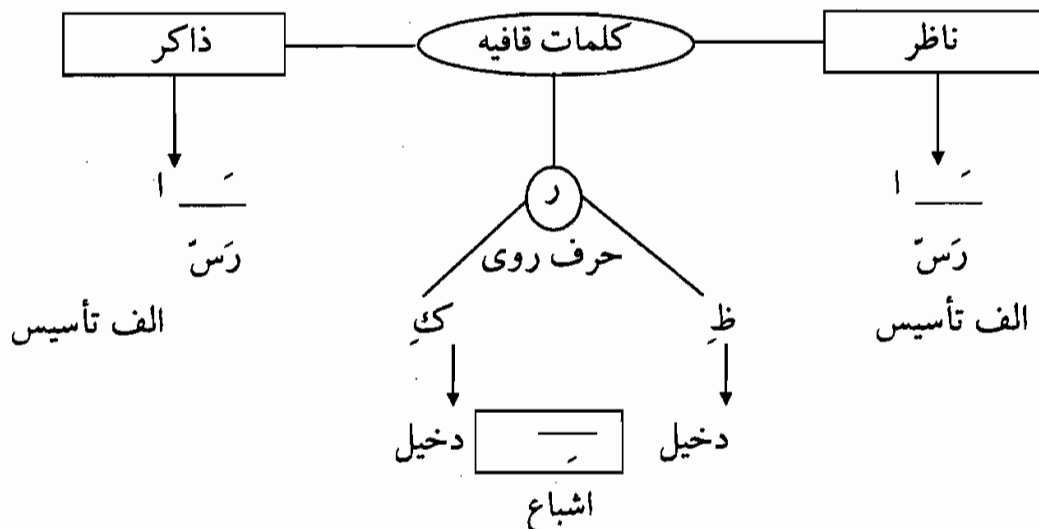 ناظر کلمات قافیه ذاکر
َ ا َ ا
ر
رَسّ حرف روی رَسّ
الف تأسیس ظِ كِ الف تأسیس
دخیل ِ دخیل
اشباع